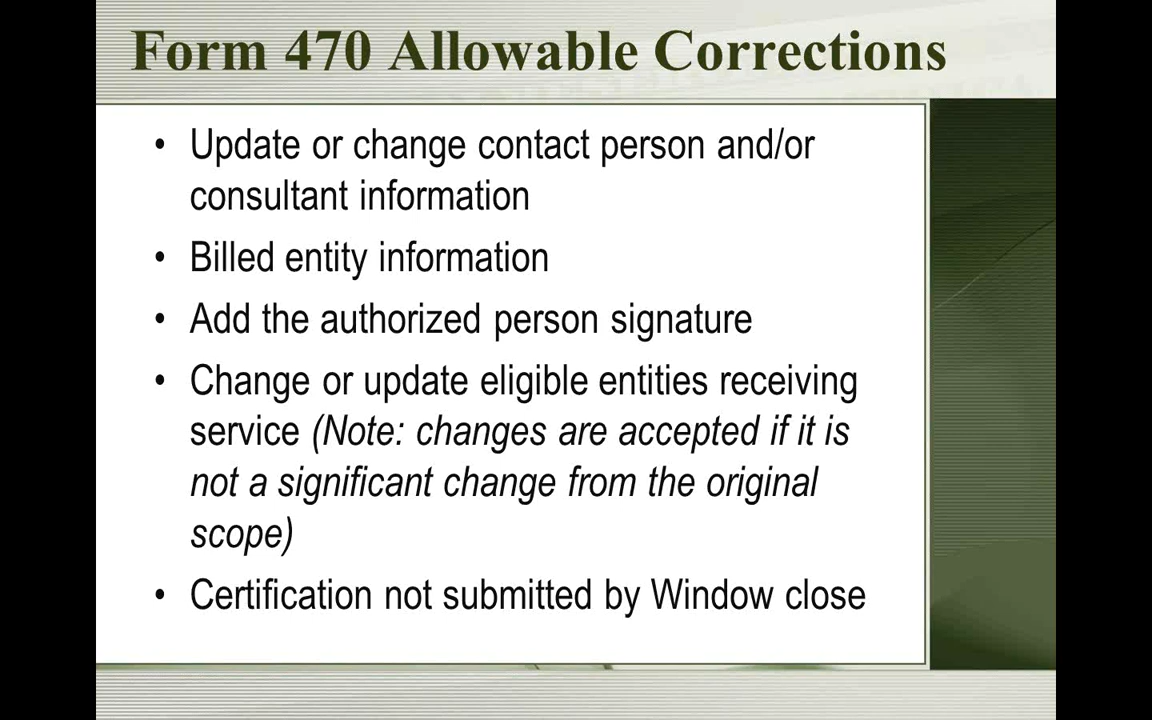 Form 470 Allowable Corrections
• Update or change contact person and/or
consultant information
• Billed entity information
• Add the authorized person signature
• Change or update eligible entities receiving
service (Note: changes are accepted if it is
not a significant change from the original
scope)
• Certification not submitted by Window close